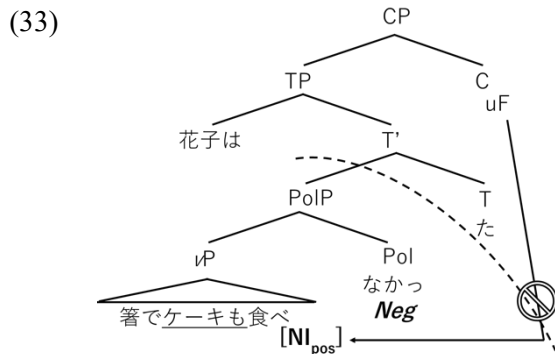 (33)
CP
TP C
uF
花子は T'
PolP T
た
vP Pol
なかっ
Neg
箸でケーキも食べ
[NIpos]